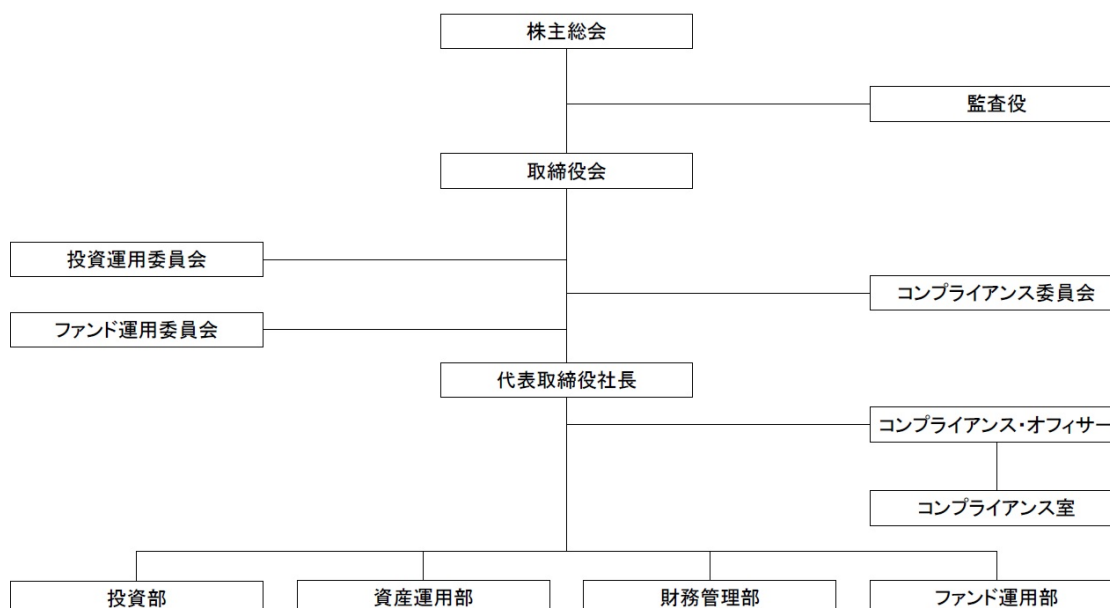 株主総会
監査役
取締役会
投資運用委員会
コンプライアンス委員会
ファンド運用委員会
代表取締役社長
コンプライアンス・オフィサー
コンプライアンス室
投資部
資産運用部
財務管理部
ファンド運用部